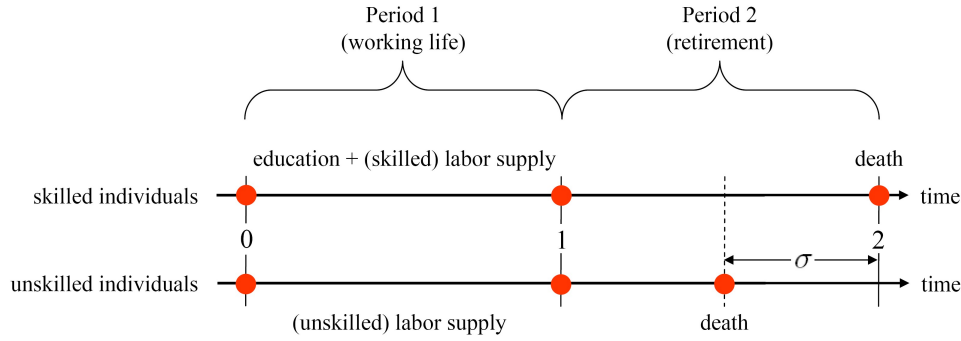 Period 1
(working life)
Period 2
(retirement)
education + (skilled) labor supply
death
skilled individuals
time
0
1
2
σ
unskilled individuals
time
(unskilled) labor supply
death